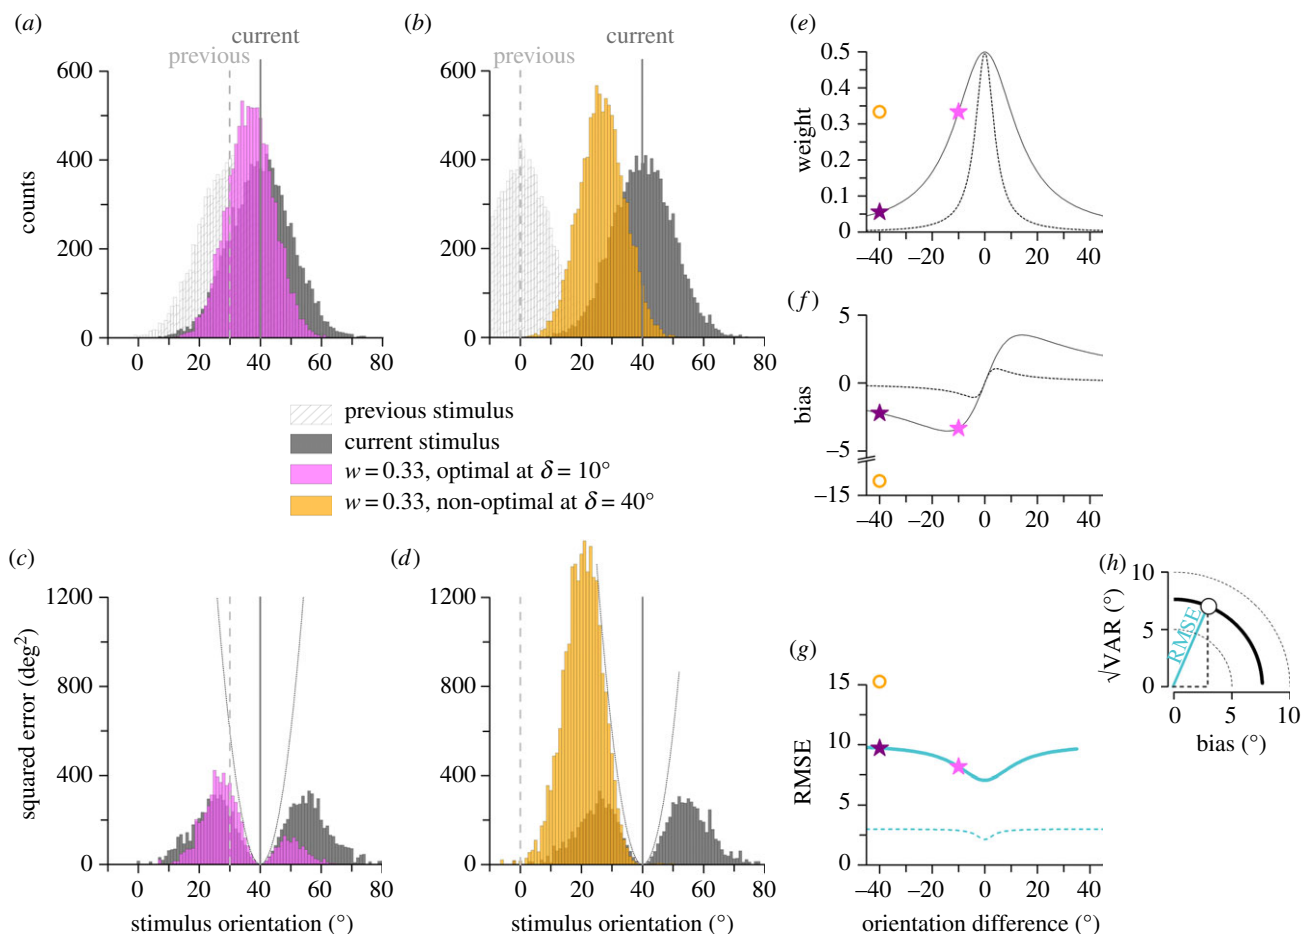 (a)
current
previous
600
400
200
0
counts
0 20 40 60 80
(b)
current
previous
600
400
200
0
0 20 40 60 80
previous stimulus
current stimulus
w = 0.33, optimal at δ = 10°
w = 0.33, non-optimal at δ = 40°
(c)
1200
800
400
0
squared error (deg²)
0 20 40 60 80
stimulus orientation (°)
(d)
1200
800
400
0
0 20 40 60 80
stimulus orientation (°)
(e)
0.5
0.4
0.3
0.2
0.1
0
weight
–40 –20 0 20 40
(f)
5
0
–5
–15
bias
–40 –20 0 20 40
(g)
15
10
5
0
RMSE
–40 –20 0 20 40
orientation difference (°)
(h)
10
5
0
√VAR (°)
RMSE
0 5 10
bias (°)